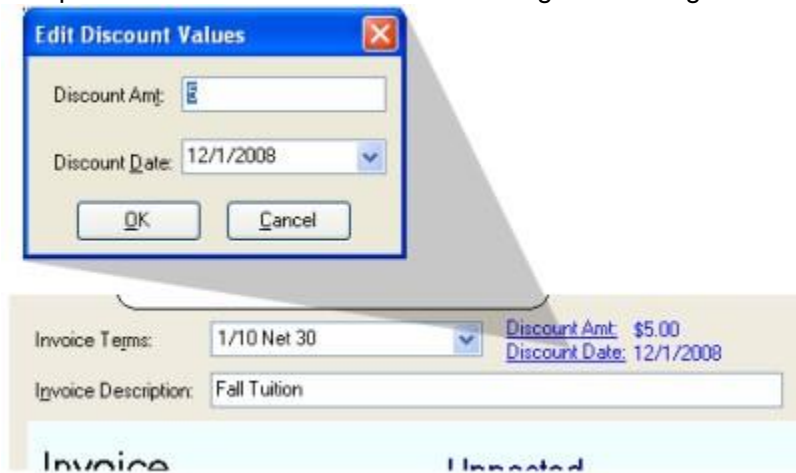 Edit Discount Values
Discount Amt: 5
Discount Date: 12/1/2008
OK Cancel
Invoice Terms: 1/10 Net 30 Discount Amt: $5.00
Discount Date: 12/1/2008
Invoice Description: Fall Tuition
Invoice Unposted